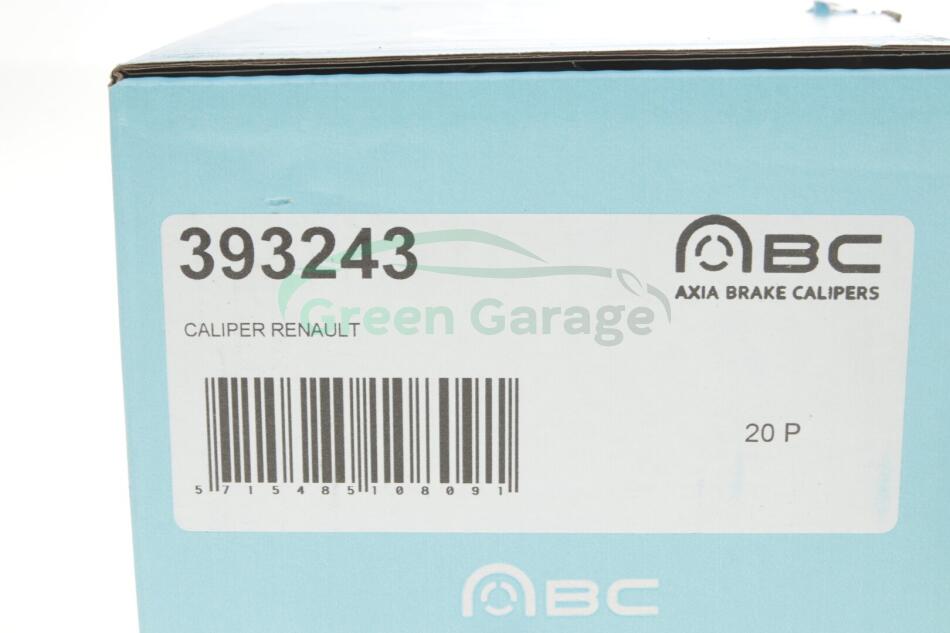 393243
ABC
AXIA BRAKE CALIPERS
Green Garage
CALIPER RENAULT
20 P
5 715485 108091
ABC